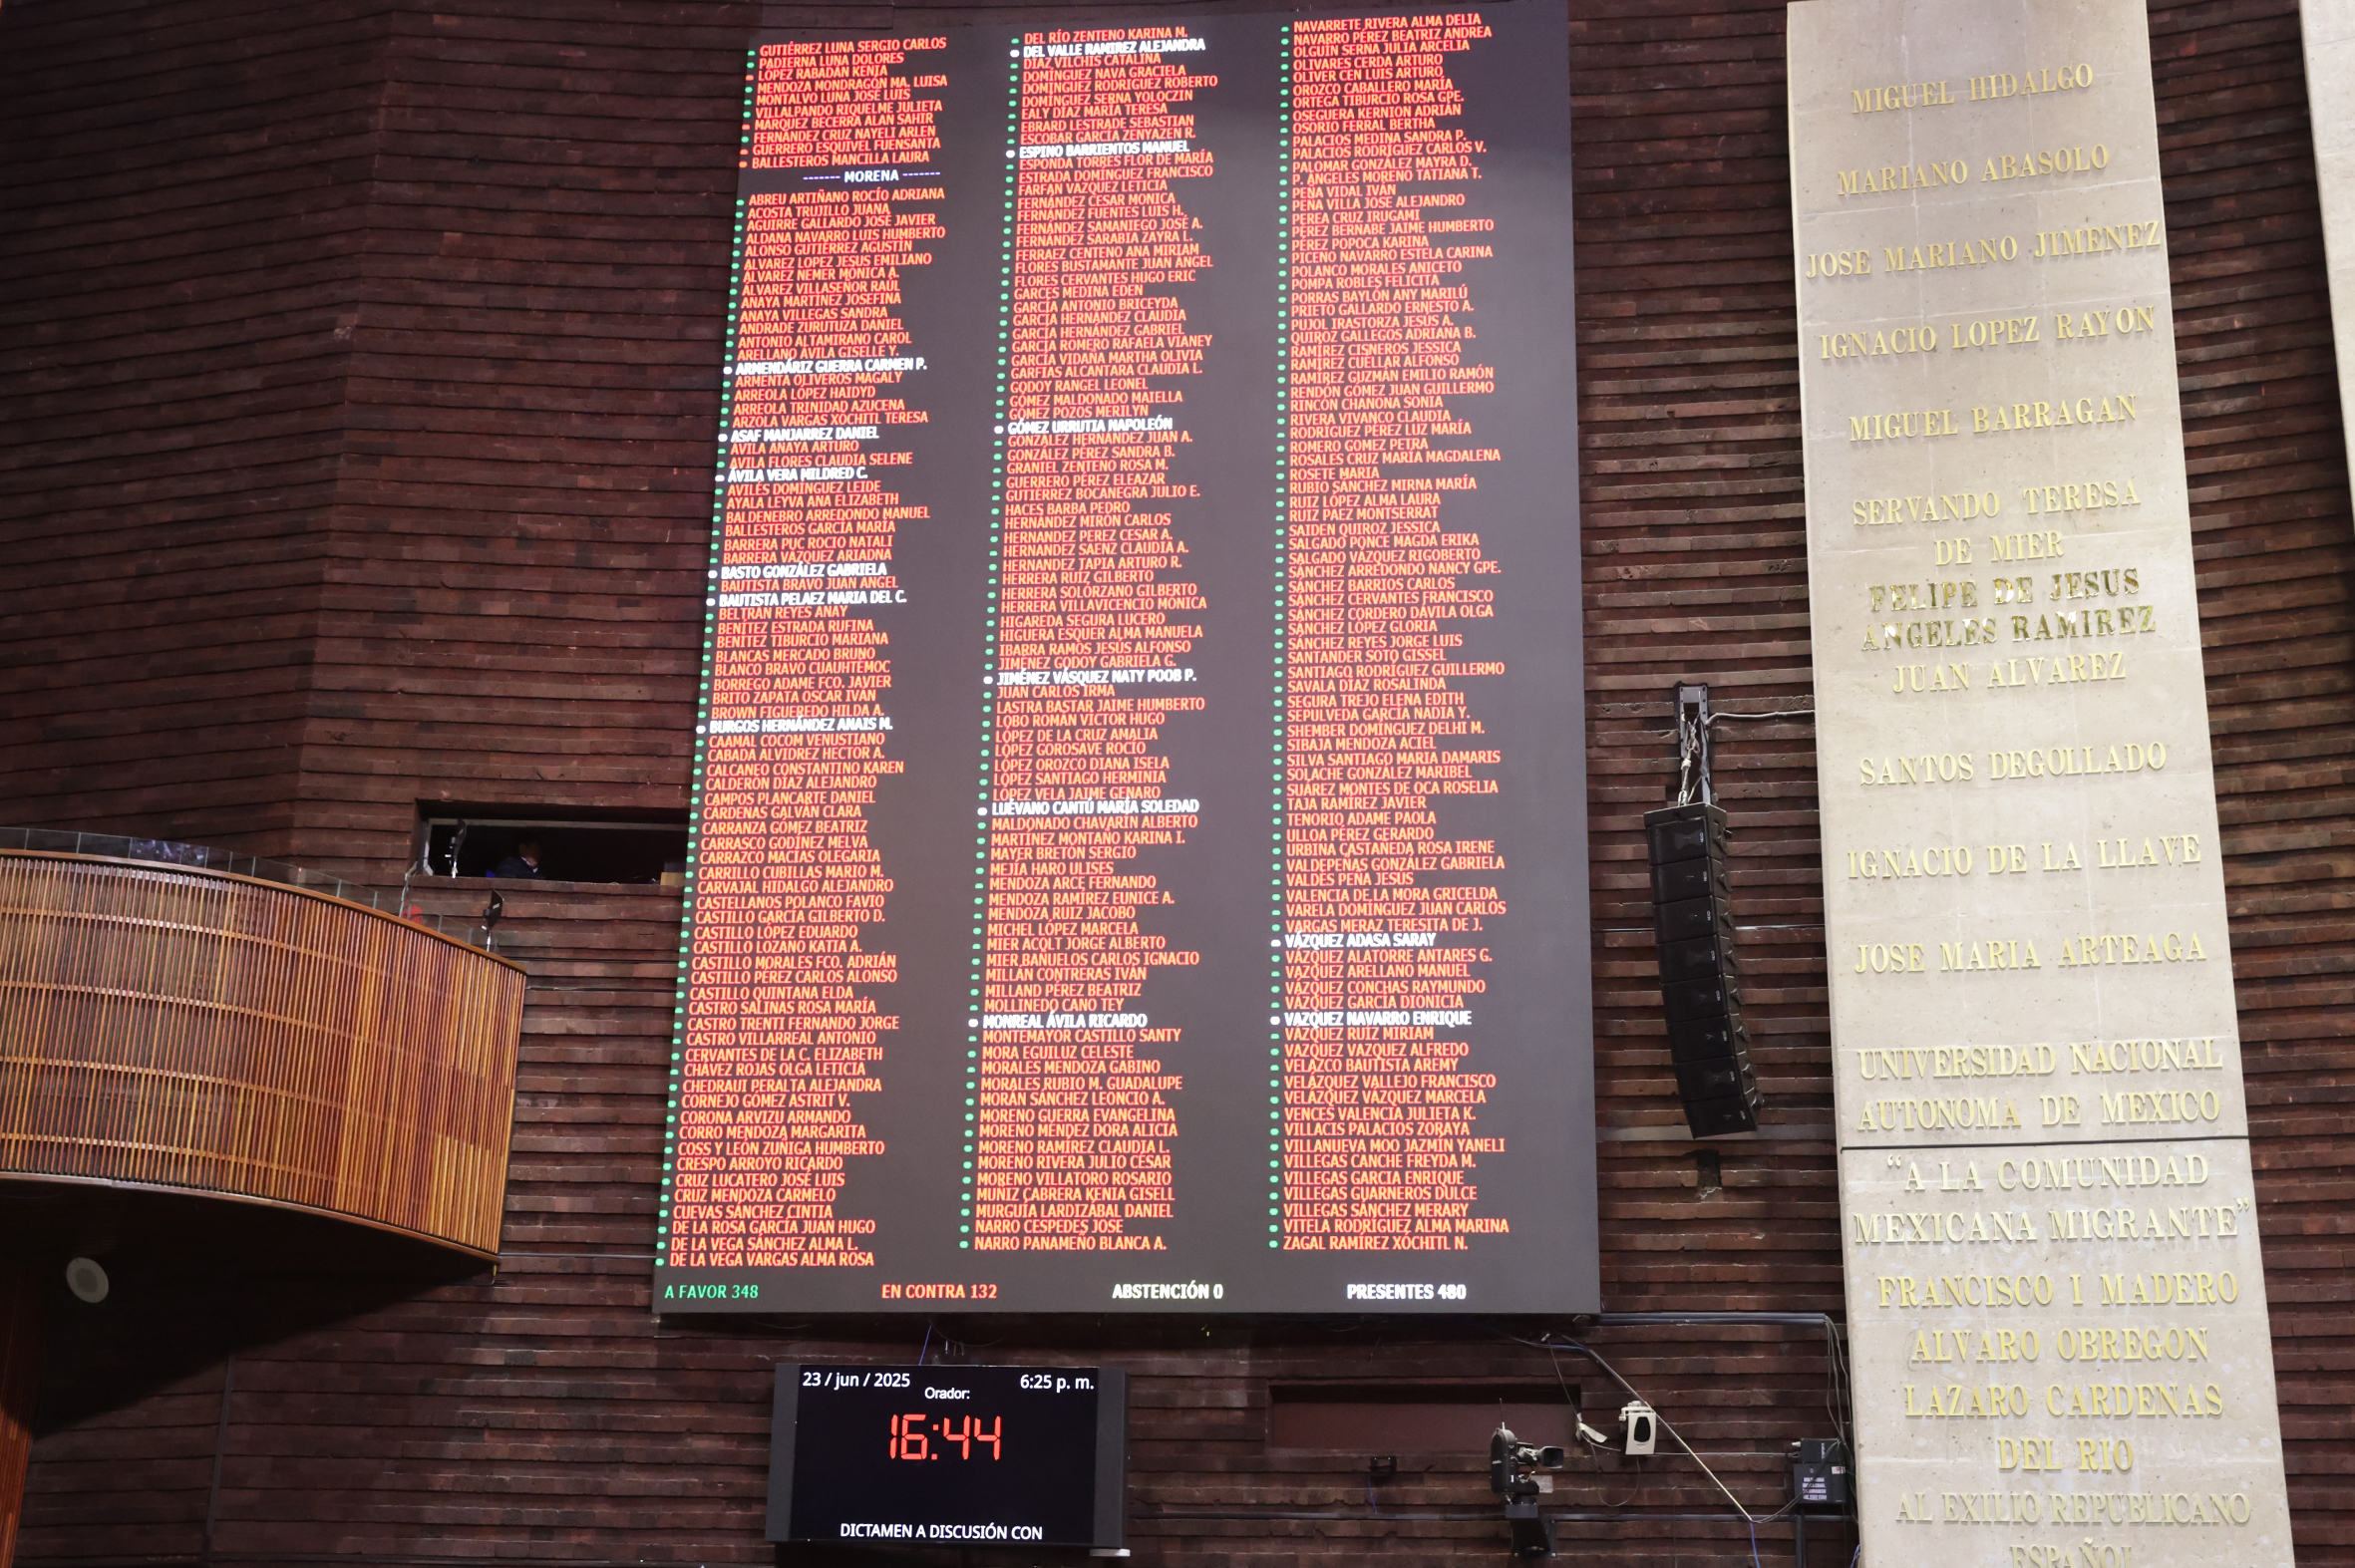 GUTIÉRREZ LUNA SERGIO CARLOS
PADIERNA LUNA DOLORES
LÓPEZ RABADÁN KENIA
MENDOZA MONDRAGÓN MA. LUISA
MONTALVO LUNA JOSÉ LUIS
VILLALPANDO RIQUELME JULIETA
MÁRQUEZ BECERRA ALAN SAHIR
FERNÁNDEZ CRUZ NAYELI ARLEN
GUERRERO ESQUIVEL FUENSANTA
BALLESTEROS MANCILLA LAURA
------- MORENA -------
ABREU ARTIÑANO ROCÍO ADRIANA
ACOSTA TRUJILLO JUANA
AGUIRRE GALLARDO JOSÉ JAVIER
ALDANA NAVARRO LUIS HUMBERTO
ALONSO GUTIÉRREZ AGUSTÍN
ÁLVAREZ LÓPEZ JESÚS EMILIANO
ÁLVAREZ NEMER MÓNICA A.
ÁLVAREZ VILLASEÑOR RAÚL
ANAYA MARTÍNEZ JOSEFINA
ANAYA VILLEGAS SANDRA
ANDRADE ZURUTUZA DANIEL
ANTONIO ALTAMIRANO CAROL
ARELLANO ÁVILA GISELLE Y.
ARMENDÁRIZ GUERRA CARMEN P.
ARMENTA OLIVEROS MAGALY
ARREOLA LÓPEZ HAIDYD
ARREOLA TRINIDAD AZUCENA
ARZOLA VARGAS XÓCHITL TERESA
ASAF MANJARREZ DANIEL
ÁVILA ANAYA ARTURO
ÁVILA FLORES CLAUDIA SELENE
ÁVILA VERA MILDRED C.
AVILÉS DOMÍNGUEZ LEIDE
AYALA LEYVA ANA ELIZABETH
BALDENEBRO ARREDONDO MANUEL
BALLESTEROS GARCÍA MARÍA
BARRERA PUC ROCIO NATALI
BARRERA VÁZQUEZ ARIADNA
BASTO GONZÁLEZ GABRIELA
BAUTISTA BRAVO JUAN ÁNGEL
BAUTISTA PELAEZ MARIA DEL C.
BELTRÁN REYES ANAY
BENÍTEZ ESTRADA RUFINA
BENÍTEZ TIBURCIO MARIANA
BLANCAS MERCADO BRUNO
BLANCO BRAVO CUAUHTÉMOC
BORREGO ADAME FCO. JAVIER
BRITO ZAPATA OSCAR IVÁN
BROWN FIGUEREDO HILDA A.
BURGOS HERNÁNDEZ ANAIS M.
CAAMAL COCOM VENUSTIANO
CABADA ALVIDREZ HECTOR A.
CALCÁNEO CONSTANTINO KAREN
CALDERÓN DÍAZ ALEJANDRO
CAMPOS PLANCARTE DANIEL
CÁRDENAS GALVÁN CLARA
CARRANZA GÓMEZ BEATRIZ
CARRASCO GODÍNEZ MELVA
CARRAZCO MACÍAS OLEGARIA
CARRILLO CUBILLAS MARIO M.
CARVAJAL HIDALGO ALEJANDRO
CASTELLANOS POLANCO FAVIO
CASTILLO GARCÍA GILBERTO D.
CASTILLO LÓPEZ EDUARDO
CASTILLO LOZANO KATIA A.
CASTILLO MORALES FCO. ADRIÁN
CASTILLO PÉREZ CARLOS ALONSO
CASTILLO QUINTANA ELDA
CASTRO SALINAS ROSA MARÍA
CASTRO TRENTI FERNANDO JORGE
CASTRO VILLARREAL ANTONIO
CERVANTES DE LA C. ELIZABETH
CHÁVEZ ROJAS OLGA LETICIA
CHEDRAUI PERALTA ALEJANDRA
CORNEJO GÓMEZ ASTRIT V.
CORONA ARVIZU ARMANDO
CORRO MENDOZA MARGARITA
COSS Y LEÓN ZÚÑIGA HUMBERTO
CRESPO ARROYO RICARDO
CRUZ LUCATERO JOSÉ LUIS
CRUZ MENDOZA CARMELO
CUEVAS SÁNCHEZ CINTIA
DE LA ROSA GARCÍA JUAN HUGO
DE LA VEGA SÁNCHEZ ALMA L.
DE LA VEGA VARGAS ALMA ROSA
DEL RÍO ZENTENO KARINA M.
DEL VALLE RAMIREZ ALEJANDRA
DÍAZ VILCHIS CATALINA
DOMÍNGUEZ NAVA GRACIELA
DOMÍNGUEZ RODRÍGUEZ ROBERTO
DOMÍNGUEZ SERNA YOLOCZIN
EALY DÍAZ MARÍA TERESA
EBRARD LESTRADE SEBASTIAN
ESCOBAR GARCÍA ZENYAZEN R.
ESPINO BARRIENTOS MANUEL
ESPONDA TORRES FLOR DE MARÍA
ESTRADA DOMÍNGUEZ FRANCISCO
FARFÁN VÁZQUEZ LETICIA
FERNÁNDEZ CÉSAR MÓNICA
FERNÁNDEZ FUENTES LUIS H.
FERNÁNDEZ SAMANIEGO JOSÉ A.
FERNÁNDEZ SARABIA ZAYRA L.
FERRAEZ CENTENO ANA MIRIAM
FLORES BUSTAMANTE JUAN ÁNGEL
FLORES CERVANTES HUGO ERIC
GARCÉS MEDINA EDEN
GARCÍA ANTONIO BRICEYDA
GARCÍA HERNÁNDEZ CLAUDIA
GARCÍA HERNÁNDEZ GABRIEL
GARCÍA ROMERO RAFAELA VIANEY
GARCÍA VIDAÑA MARTHA OLIVIA
GARFIAS ALCÁNTARA CLAUDIA L.
GODOY RANGEL LEONEL
GÓMEZ MALDONADO MAIELLA
GÓMEZ POZOS MERILYN
GÓMEZ URRUTIA NAPOLEÓN
GONZÁLEZ HERNÁNDEZ JUAN A.
GONZÁLEZ PÉREZ SANDRA B.
GRANIEL ZENTENO ROSA M.
GUERRERO PÉREZ ELEAZAR
GUTIÉRREZ BOCANEGRA JULIO E.
HACES BARBA PEDRO
HERNÁNDEZ MIRÓN CARLOS
HERNÁNDEZ PÉREZ CESAR A.
HERNÁNDEZ SÁENZ CLAUDIA A.
HERNÁNDEZ TAPIA ARTURO R.
HERRERA RUIZ GILBERTO
HERRERA SOLÓRZANO GILBERTO
HERRERA VILLAVICENCIO MÓNICA
HIGAREDA SEGURA LUCERO
HIGUERA ESQUER ALMA MANUELA
IBARRA RAMOS JESÚS ALFONSO
JIMÉNEZ GODOY GABRIELA G.
JIMÉNEZ VÁSQUEZ NATY POOB P.
JUAN CARLOS IRMA
LASTRA BASTAR JAIME HUMBERTO
LOBO ROMÁN VÍCTOR HUGO
LÓPEZ DE LA CRUZ AMALIA
LÓPEZ GOROSAVE ROCÍO
LÓPEZ OROZCO DIANA ISELA
LÓPEZ SANTIAGO HERMINIA
LÓPEZ VELA JAIME GENARO
LUÉVANO CANTÚ MARÍA SOLEDAD
MALDONADO CHAVARÍN ALBERTO
MARTÍNEZ MONTAÑO KARINA I.
MAYER BRETÓN SERGIO
MEJÍA HARO ULISES
MENDOZA ARCE FERNANDO
MENDOZA RAMÍREZ EUNICE A.
MENDOZA RUIZ JACOBO
MICHEL LÓPEZ MARCELA
MIER ACOLT JORGE ALBERTO
MIER BAÑUELOS CARLOS IGNACIO
MILLÁN CONTRERAS IVÁN
MILLAND PÉREZ BEATRIZ
MOLLINEDO CANO TEY
MONREAL ÁVILA RICARDO
MONTEMAYOR CASTILLO SANTY
MORA EGUILUZ CELESTE
MORALES MENDOZA GABINO
MORALES RUBIO M. GUADALUPE
MORÁN SÁNCHEZ LEONCIO A.
MORENO GUERRA EVANGELINA
MORENO MÉNDEZ DORA ALICIA
MORENO RAMÍREZ CLAUDIA L.
MORENO RIVERA JULIO CÉSAR
MORENO VILLATORO ROSARIO
MUÑIZ CABRERA KENIA GISELL
MURGUÍA LARDIZÁBAL DANIEL
NARRO CÉSPEDES JOSÉ
NARRO PANAMEÑO BLANCA A.
NAVARRETE RIVERA ALMA DELIA
NAVARRO PÉREZ BEATRIZ ANDREA
OLGUÍN SERNA JULIA ARCELIA
OLIVARES CERDA ARTURO
OLIVER CEN LUIS ARTURO
OROZCO CABALLERO MARÍA
ORTEGA TIBURCIO ROSA GPE.
OSEGUERA KERNION ADRIÁN
OSORIO FERRAL BERTHA
PALACIOS MEDINA SANDRA P.
PALACIOS RODRÍGUEZ CARLOS V.
PALOMAR GONZÁLEZ MAYRA D.
P. ÁNGELES MORENO TATIANA T.
PEÑA VIDAL IVÁN
PEÑA VILLA JOSÉ ALEJANDRO
PEREA CRUZ IRUGAMI
PÉREZ BERNABE JAIME HUMBERTO
PÉREZ POPOCA KARINA
PICENO NAVARRO ESTELA CARINA
POLANCO MORALES ANICETO
POMPA ROBLES FELICITA
PORRAS BAYLÓN ANY MARILÚ
PRIETO GALLARDO ERNESTO A.
PUJOL IRASTORZA JESÚS A.
QUIROZ GALLEGOS ADRIANA B.
RAMÍREZ CISNEROS JESSICA
RAMÍREZ CUÉLLAR ALFONSO
RAMÍREZ GUZMÁN EMILIO RAMÓN
RENDÓN GÓMEZ JUAN GUILLERMO
RINCÓN CHANONA SONIA
RIVERA VIVANCO CLAUDIA
RODRÍGUEZ PÉREZ LUZ MARÍA
ROMERO GÓMEZ PETRA
ROSALES CRUZ MARÍA MAGDALENA
ROSETE MARIA
RUBIO SÁNCHEZ MIRNA MARÍA
RUIZ LÓPEZ ALMA LAURA
RUIZ PÁEZ MONTSERRAT
SAIDEN QUIROZ JESSICA
SALGADO PONCE MAGDA ERIKA
SALGADO VÁZQUEZ RIGOBERTO
SÁNCHEZ ARREDONDO NANCY GPE.
SÁNCHEZ BARRIOS CARLOS
SÁNCHEZ CERVANTES FRANCISCO
SÁNCHEZ CORDERO DÁVILA OLGA
SÁNCHEZ LÓPEZ GLORIA
SÁNCHEZ REYES JORGE LUIS
SANTANDER SOTO GISSEL
SANTIAGO RODRÍGUEZ GUILLERMO
SAVALA DÍAZ ROSALINDA
SEGURA TREJO ELENA EDITH
SEPÚLVEDA GARCÍA NADIA Y.
SHEMBER DOMÍNGUEZ DELHI M.
SIBAJA MENDOZA ACIEL
SILVA SANTIAGO MARÍA DAMARIS
SOLACHE GONZÁLEZ MARIBEL
SUÁREZ MONTES DE OCA ROSELIA
TAJA RAMÍREZ JAVIER
TENORIO ADAME PAOLA
ULLOA PÉREZ GERARDO
URBINA CASTAÑEDA ROSA IRENE
VALDEPEÑAS GONZÁLEZ GABRIELA
VALDÉS PEÑA JESÚS
VALENCIA DE LA MORA GRICELDA
VARELA DOMÍNGUEZ JUAN CARLOS
VARGAS MERAZ TERESITA DE J.
VÁZQUEZ ADASA SARAY
VÁZQUEZ ALATORRE ANTARES G.
VÁZQUEZ ARELLANO MANUEL
VÁZQUEZ CONCHAS RAYMUNDO
VÁZQUEZ GARCÍA DIONICIA
VAZQUEZ NAVARRO ENRIQUE
VÁZQUEZ RUIZ MIRIAM
VÁZQUEZ VÁZQUEZ ALFREDO
VELAZCO BAUTISTA AREMY
VELÁZQUEZ VALLEJO FRANCISCO
VELÁZQUEZ VÁZQUEZ MARCELA
VENCES VALENCIA JULIETA K.
VILLACIS PALACIOS ZORAYA
VILLANUEVA MOO JAZMÍN YANELI
VILLEGAS CANCHE FREYDA M.
VILLEGAS GARCIA ENRIQUE
VILLEGAS GUARNEROS DULCE
VILLEGAS SÁNCHEZ MERARY
VITELA RODRÍGUEZ ALMA MARINA
ZAGAL RAMÍREZ XÓCHITL N.
A FAVOR 348 EN CONTRA 132 ABSTENCIÓN 0 PRESENTES 480
23 / jun / 2025 6:25 p. m.
Orador:
16:44
DICTAMEN A DISCUSIÓN CON
MIGUEL HIDALGO
MARIANO ABASOLO
JOSE MARIANO JIMENEZ
IGNACIO LOPEZ RAYON
MIGUEL BARRAGAN
SERVANDO TERESA
DE MIER
FELIPE DE JESUS
ANGELES RAMIREZ
JUAN ALVAREZ
SANTOS DEGOLLADO
IGNACIO DE LA LLAVE
JOSE MARIA ARTEAGA
UNIVERSIDAD NACIONAL
AUTONOMA DE MEXICO
“A LA COMUNIDAD
MEXICANA MIGRANTE”
FRANCISCO I MADERO
ALVARO OBREGON
LAZARO CARDENAS
DEL RIO
AL EXILIO REPUBLICANO
ESPAÑOL